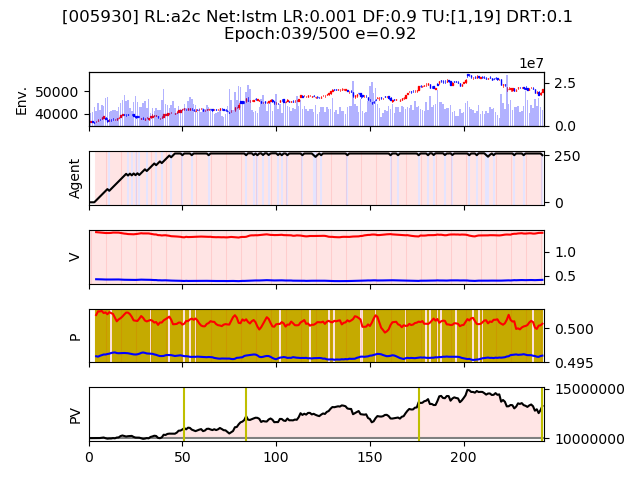 [005930] RL:a2c Net:lstm LR:0.001 DF:0.9 TU:[1,19] DRT:0.1
Epoch:039/500 e=0.92
1e7
Env.
50000
40000
2.5
0.0
Agent
250
0
V
1.0
0.5
P
0.500
0.495
PV
15000000
10000000
0 50 100 150 200